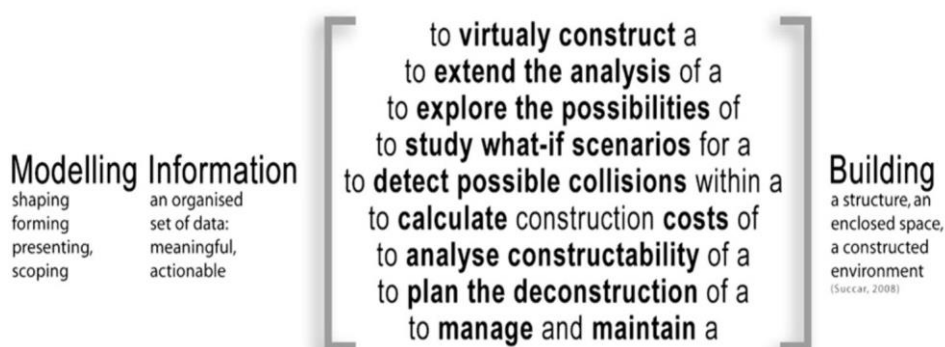 Modelling
shaping
forming
presenting,
scoping
Information
an organised
set of data:
meaningful,
actionable
to virtualy construct a
to extend the analysis of a
to explore the possibilities of
to study what-if scenarios for a
to detect possible collisions within a
to calculate construction costs of
to analyse constructability of a
to plan the deconstruction of a
to manage and maintain a
Building
a structure, an
enclosed space,
a constructed
environment
(Succar, 2008)